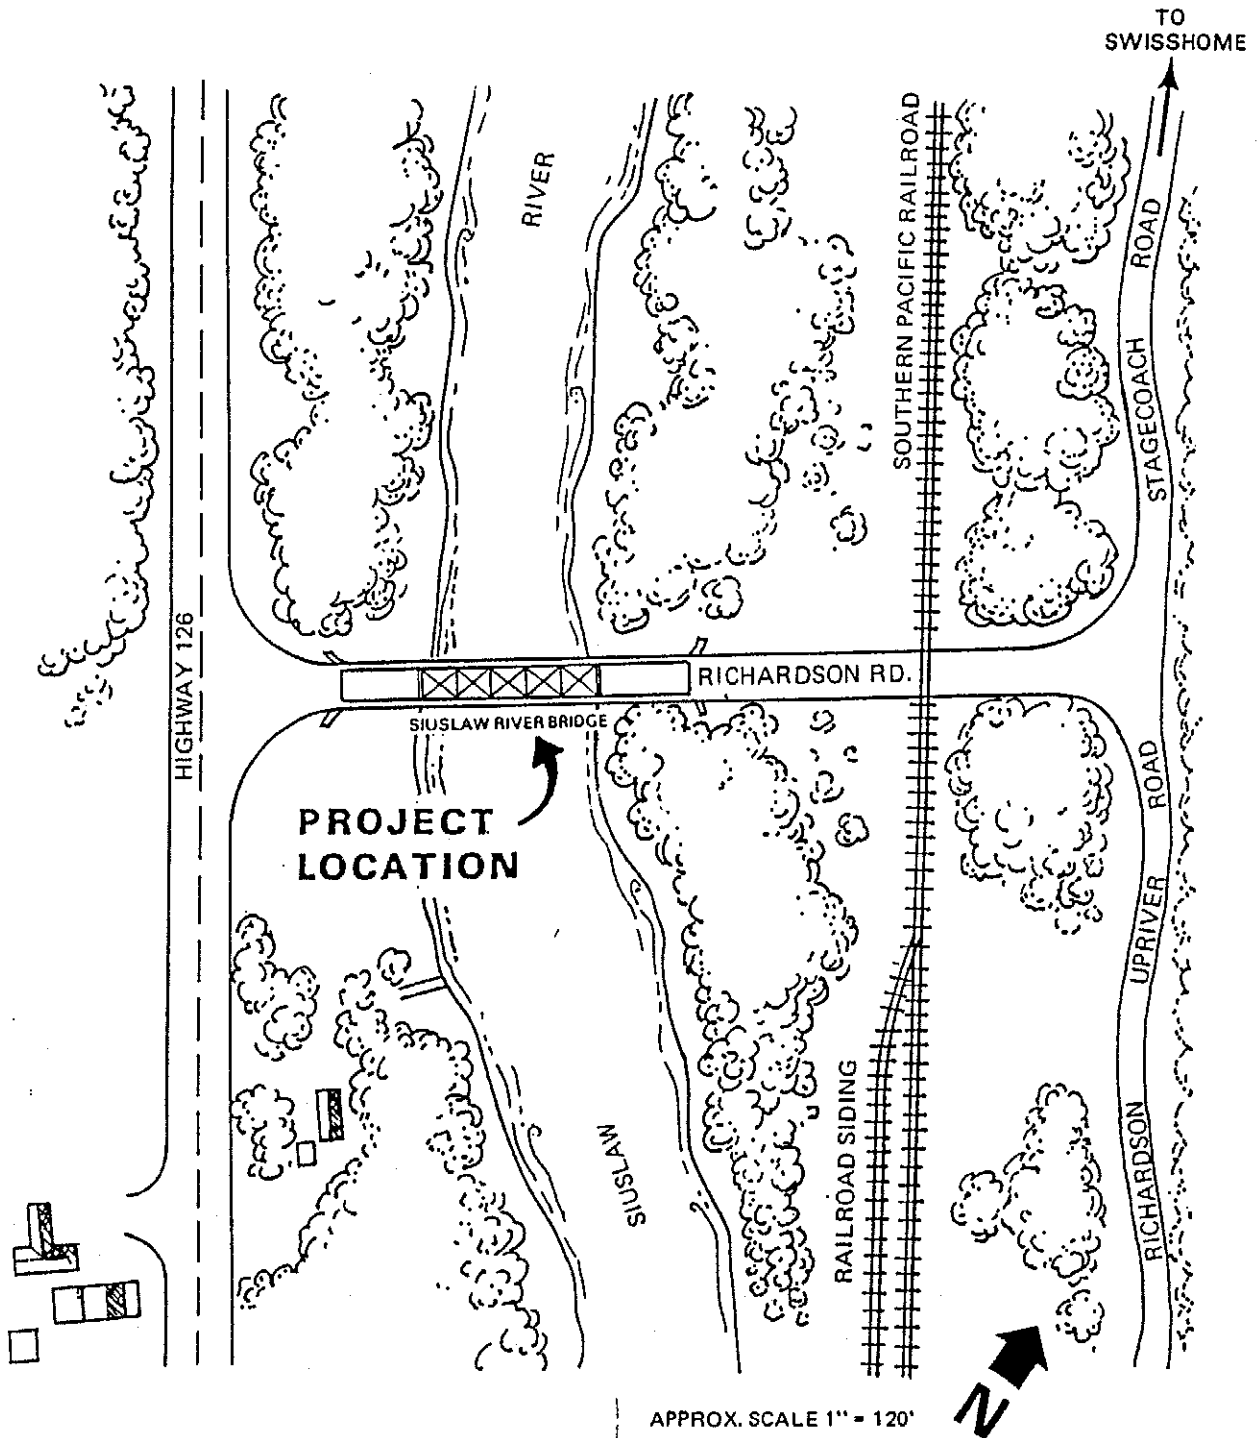 TO
SWISSHOME
RIVER
SOUTHERN PACIFIC RAILROAD
STAGECOACH ROAD
HIGHWAY 126
RICHARDSON RD.
SIUSLAW RIVER BRIDGE
PROJECT
LOCATION
RICHARDSON UPRIVER ROAD
RAILROAD SIDING
SIUSLAW
APPROX. SCALE 1" = 120'
N